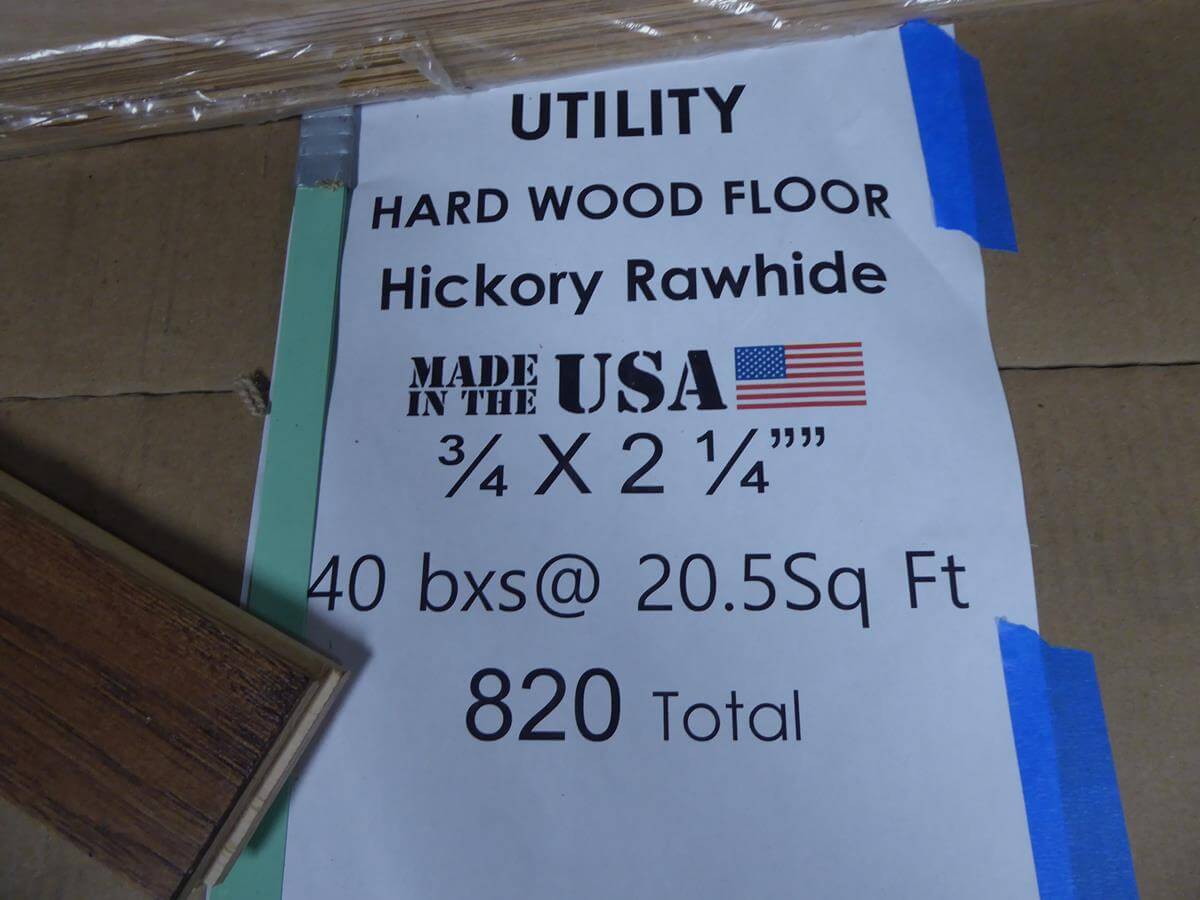 UTILITY
HARD WOOD FLOOR
Hickory Rawhide
MADE IN THE USA
¾ X 2 ¼””
40 bxs@ 20.5Sq Ft
820 Total